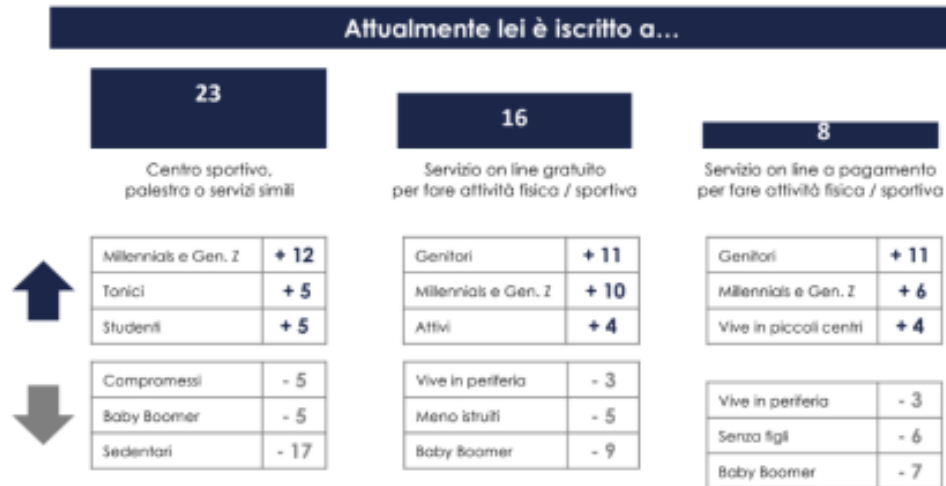 Attualmente lei è iscritto a...
23
Centro sportivo,
palestra o servizi simili
Millennials e Gen. Z + 12
Tonici + 5
Studenti + 5
Compromessi - 5
Baby Boomer - 5
Sedentari - 17
16
Servizio on line gratuito
per fare attività fisica / sportiva
Genitori + 11
Millennials e Gen. Z + 10
Attivi + 4
Vive in periferia - 3
Meno istruiti - 5
Baby Boomer - 9
8
Servizio on line a pagamento
per fare attività fisica / sportiva
Genitori + 11
Millennials e Gen. Z + 6
Vive in piccoli centri + 4
Vive in periferia - 3
Senza figli - 6
Baby Boomer - 7